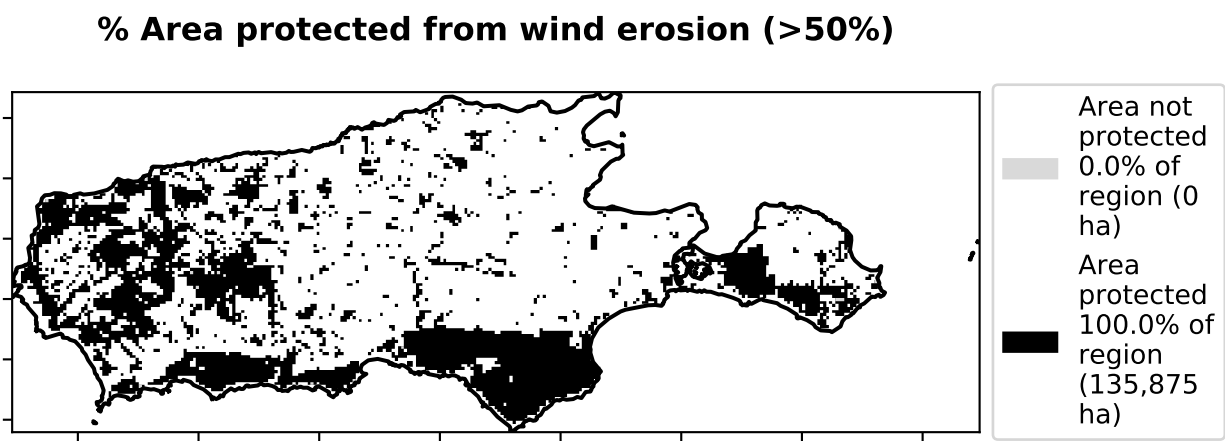 % Area protected from wind erosion (>50%)
Area not
protected
0.0% of
region (0
ha)
Area
protected
100.0% of
region
(135,875
ha)